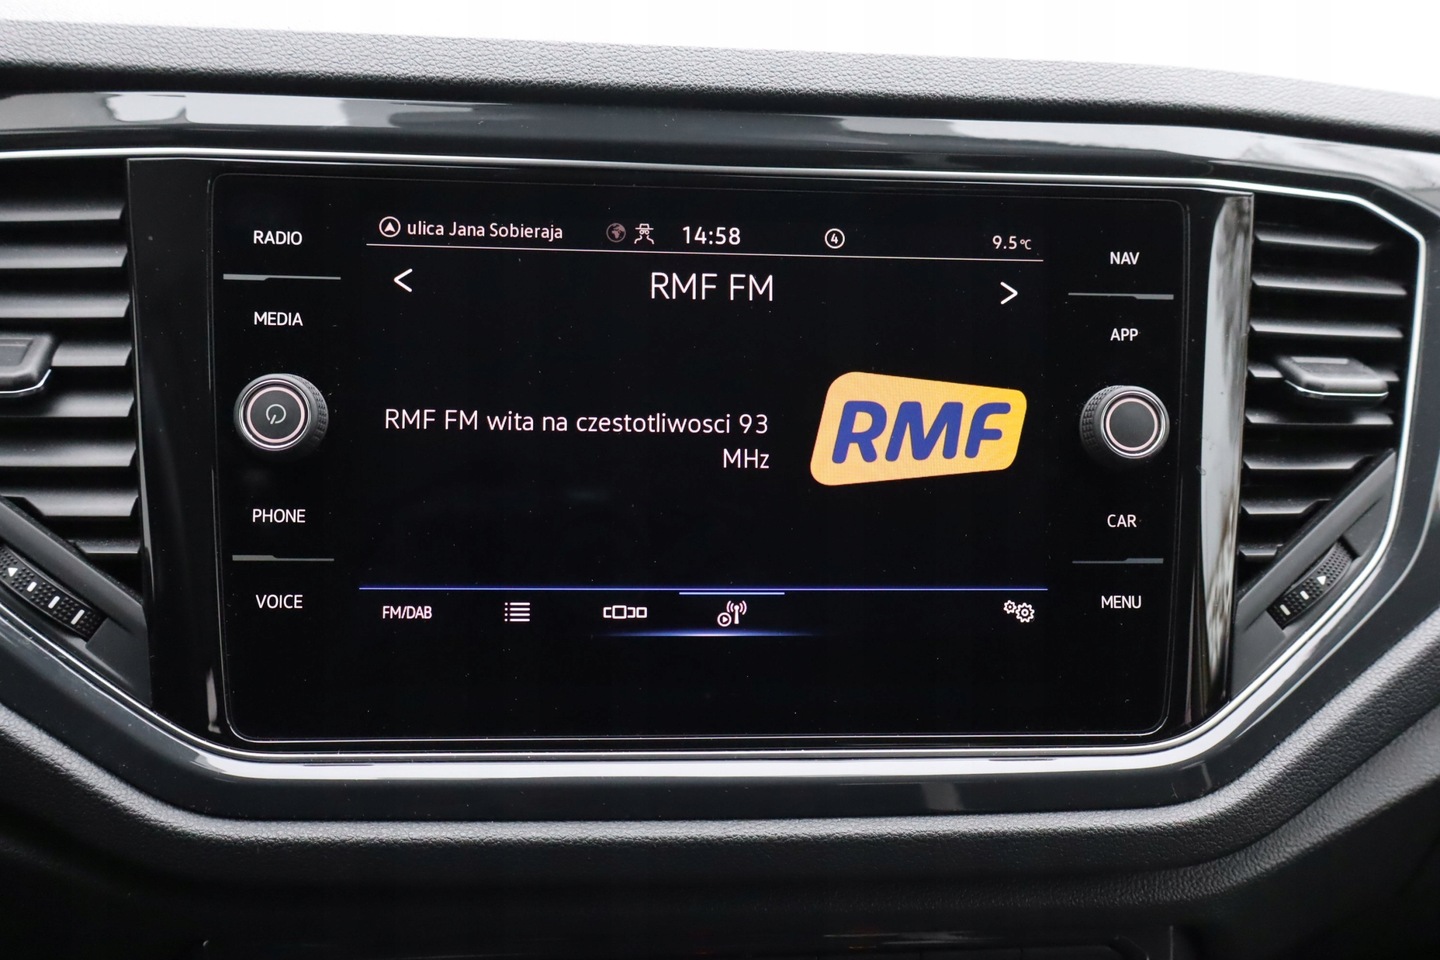 RADIO
MEDIA
PHONE
VOICE
ulica Jana Sobieraja 14:58 4 9.5°C
< RMF FM >
RMF FM wita na czestotliwosci 93
MHz
RMF
FM/DAB
NAV
APP
CAR
MENU